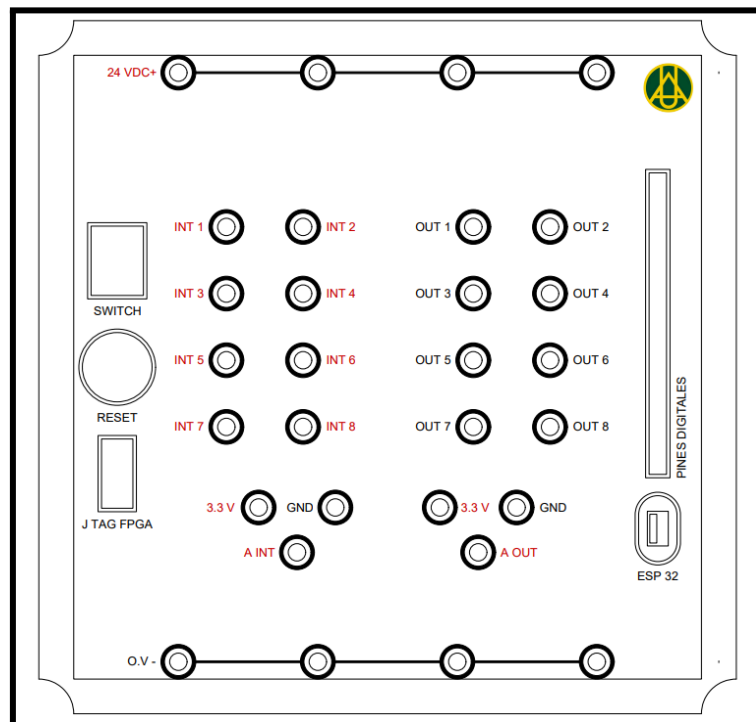 24 VDC+
INT 1 INT 2 OUT 1 OUT 2
SWITCH
INT 3 INT 4 OUT 3 OUT 4
INT 5 INT 6 OUT 5 OUT 6
RESET
INT 7 INT 8 OUT 7 OUT 8
PINES DIGITALES
J TAG FPGA
3.3 V GND 3.3 V GND
A INT A OUT
ESP 32
O.V -